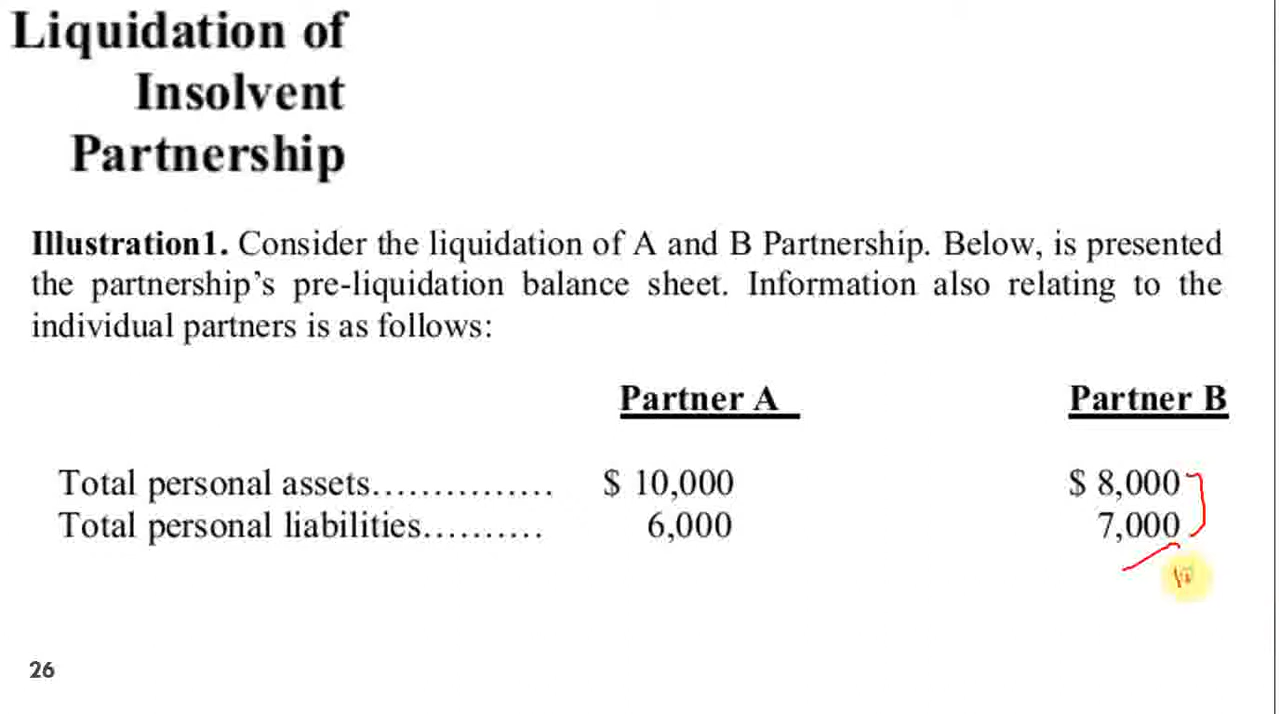 Liquidation of
Insolvent
Partnership
Illustration1. Consider the liquidation of A and B Partnership. Below, is presented
the partnership's pre-liquidation balance sheet. Information also relating to the
individual partners is as follows:
Partner A Partner B
Total personal assets............... $ 10,000 $ 8,000
Total personal liabilities.......... 6,000 7,000
26